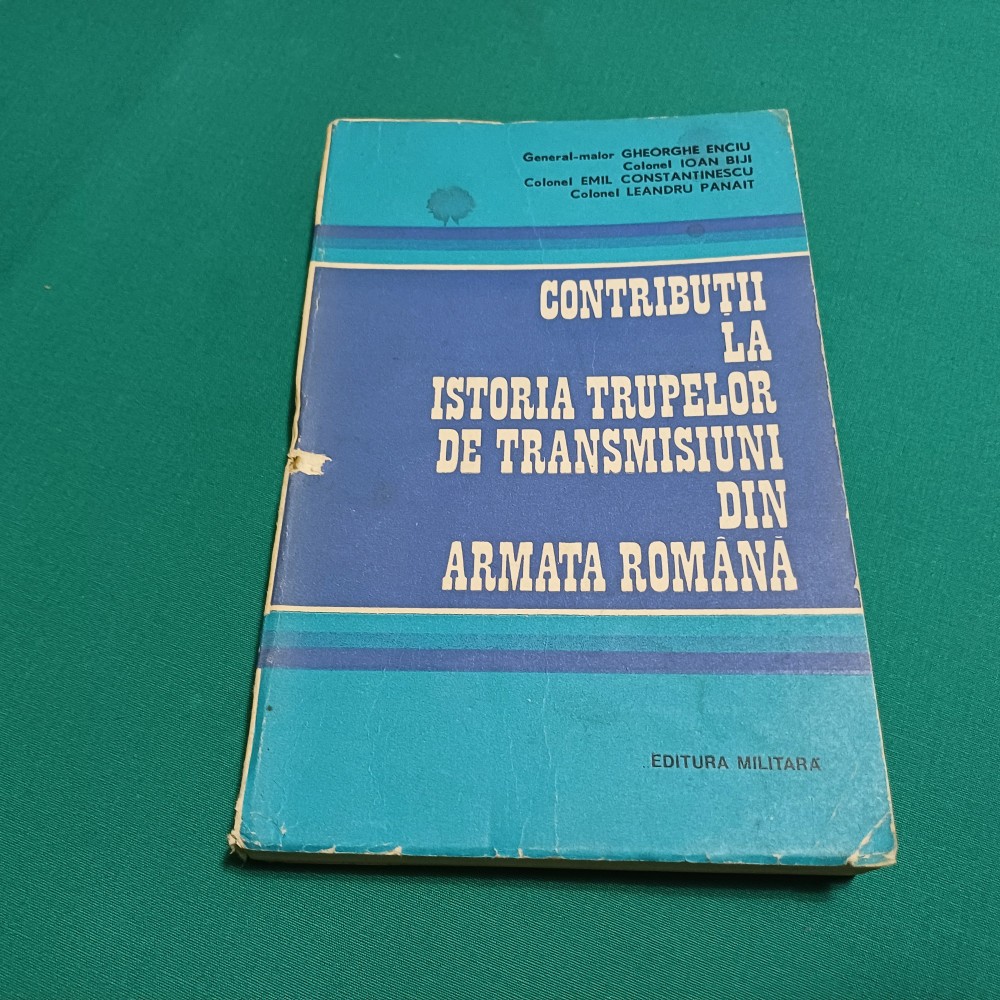 General-maior GHEORGHE ENCIU
Colonel IOAN BIJI
Colonel EMIL CONSTANTINESCU
Colonel LEANDRU PANAIT
CONTRIBUȚII
LA
ISTORIA TRUPELOR
DE TRANSMISIUNI
DIN
ARMATA ROMÂNĂ
EDITURA MILITARĂ